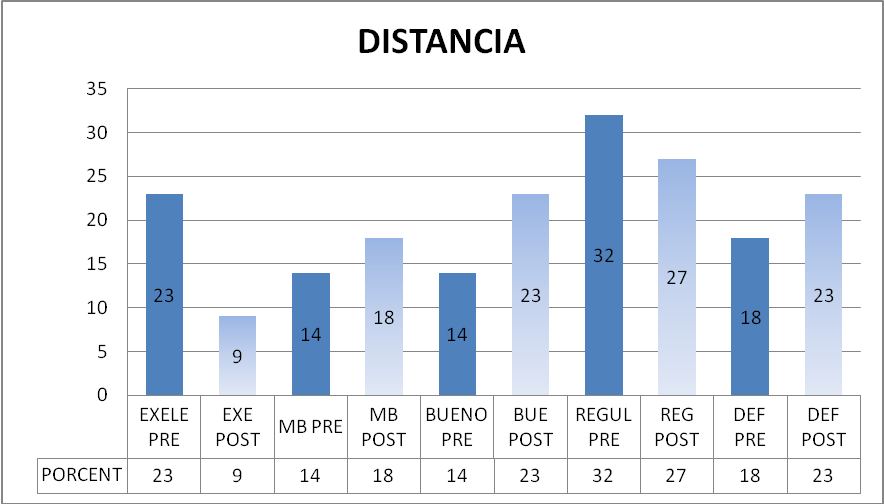 DISTANCIA
35
30
25
20
15
10
5
0
23
9
14
18
14
23
32
27
18
23
EXELE PRE
EXE POST
MB PRE
MB POST
BUENO PRE
BUE POST
REGUL PRE
REG POST
DEF PRE
DEF POST
PORCENT 23 9 14 18 14 23 32 27 18 23